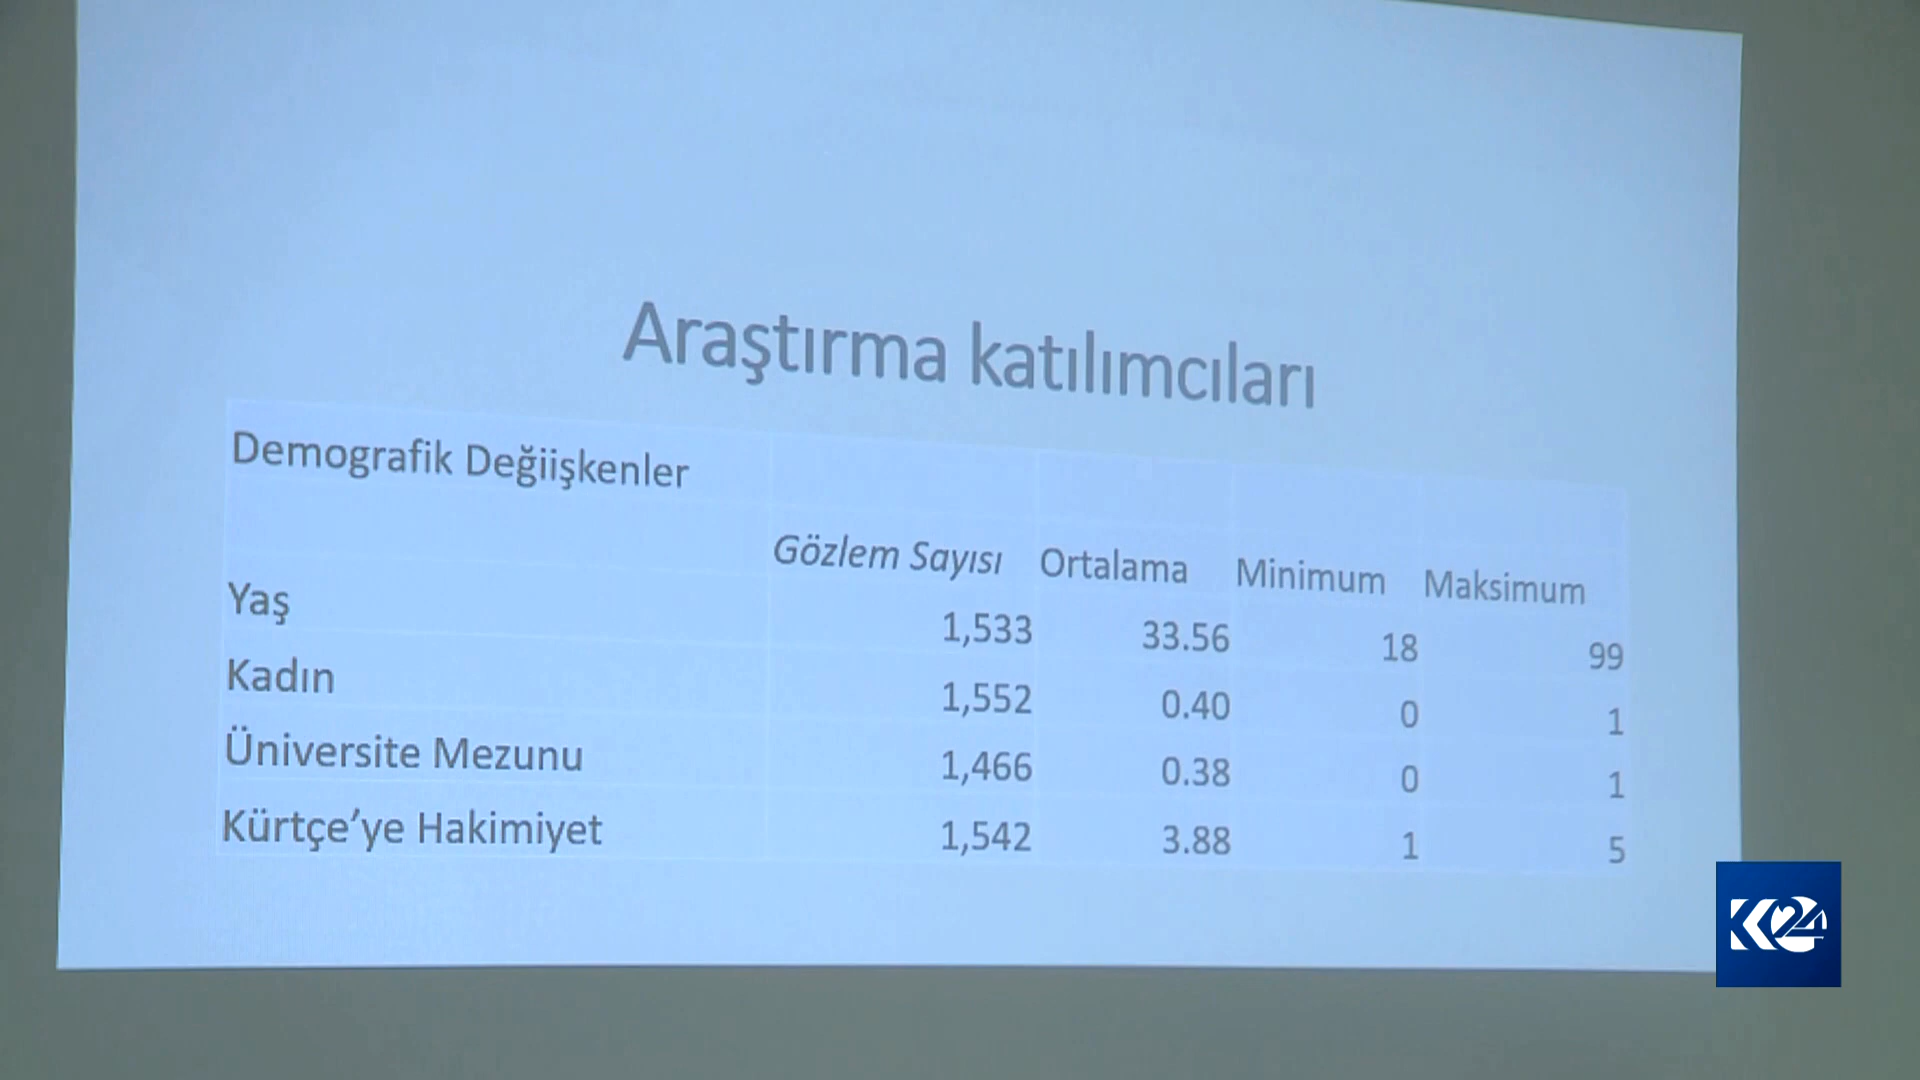 Araştırma katılımcıları
Demografik Değiişkenler
Gözlem Sayısı Ortalama Minimum Maksimum
Yaş 1,533 33.56 18 99
Kadın 1,552 0.40 0 1
Üniversite Mezunu 1,466 0.38 0 1
Kürtçe’ye Hakimiyet 1,542 3.88 1 5
K24